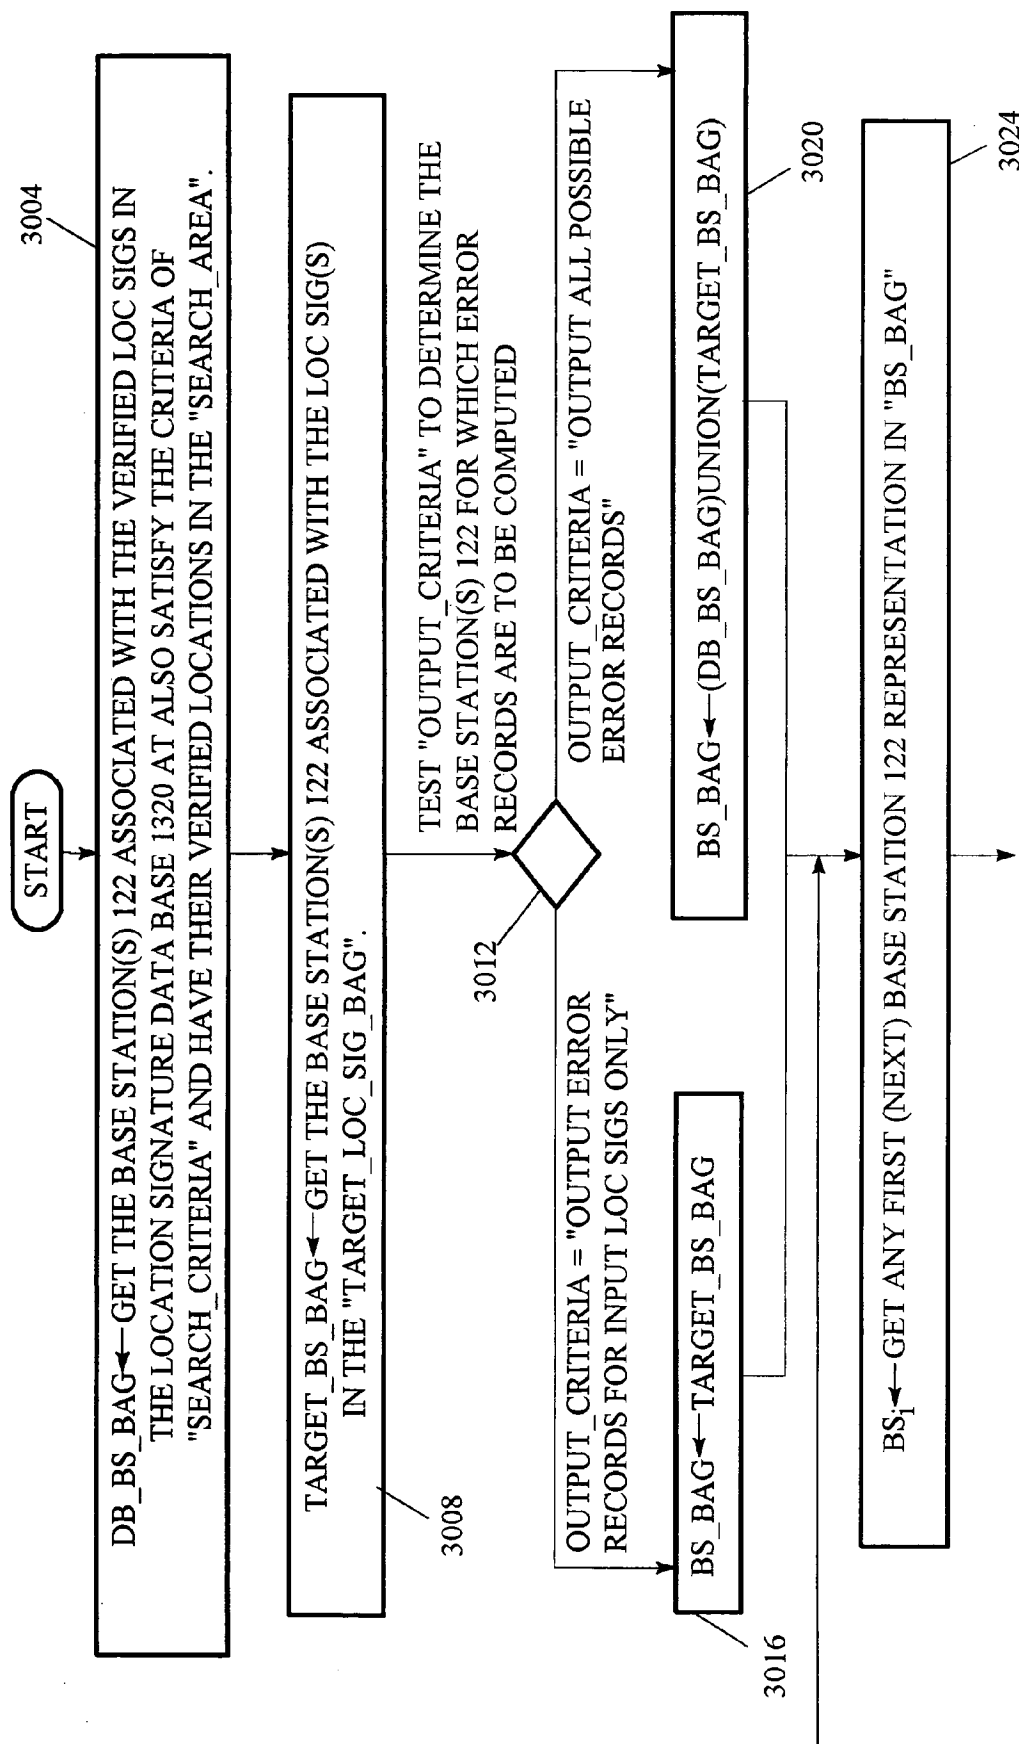 START
3004
DB_BS_BAG←GET THE BASE STATION(S) 122 ASSOCIATED WITH THE VERIFIED LOC SIGS IN
THE LOCATION SIGNATURE DATA BASE 1320 AT ALSO SATISFY THE CRITERIA OF
"SEARCH_CRITERIA" AND HAVE THEIR VERIFIED LOCATIONS IN THE "SEARCH_AREA".
TARGET_BS_BAG←GET THE BASE STATION(S) 122 ASSOCIATED WITH THE LOC SIG(S)
IN THE "TARGET_LOC_SIG_BAG".
3008
TEST "OUTPUT_CRITERIA" TO DETERMINE THE
BASE STATION(S) 122 FOR WHICH ERROR
RECORDS ARE TO BE COMPUTED
3012
OUTPUT_CRITERIA = "OUTPUT ERROR
RECORDS FOR INPUT LOC SIGS ONLY"
OUTPUT_CRITERIA = "OUTPUT ALL POSSIBLE
ERROR RECORDS"
BS_BAG←TARGET_BS_BAG
3016
BS_BAG←(DB_BS_BAG)UNION(TARGET_BS_BAG)
3020
BSi←GET ANY FIRST (NEXT) BASE STATION 122 REPRESENTATION IN "BS_BAG"
3024